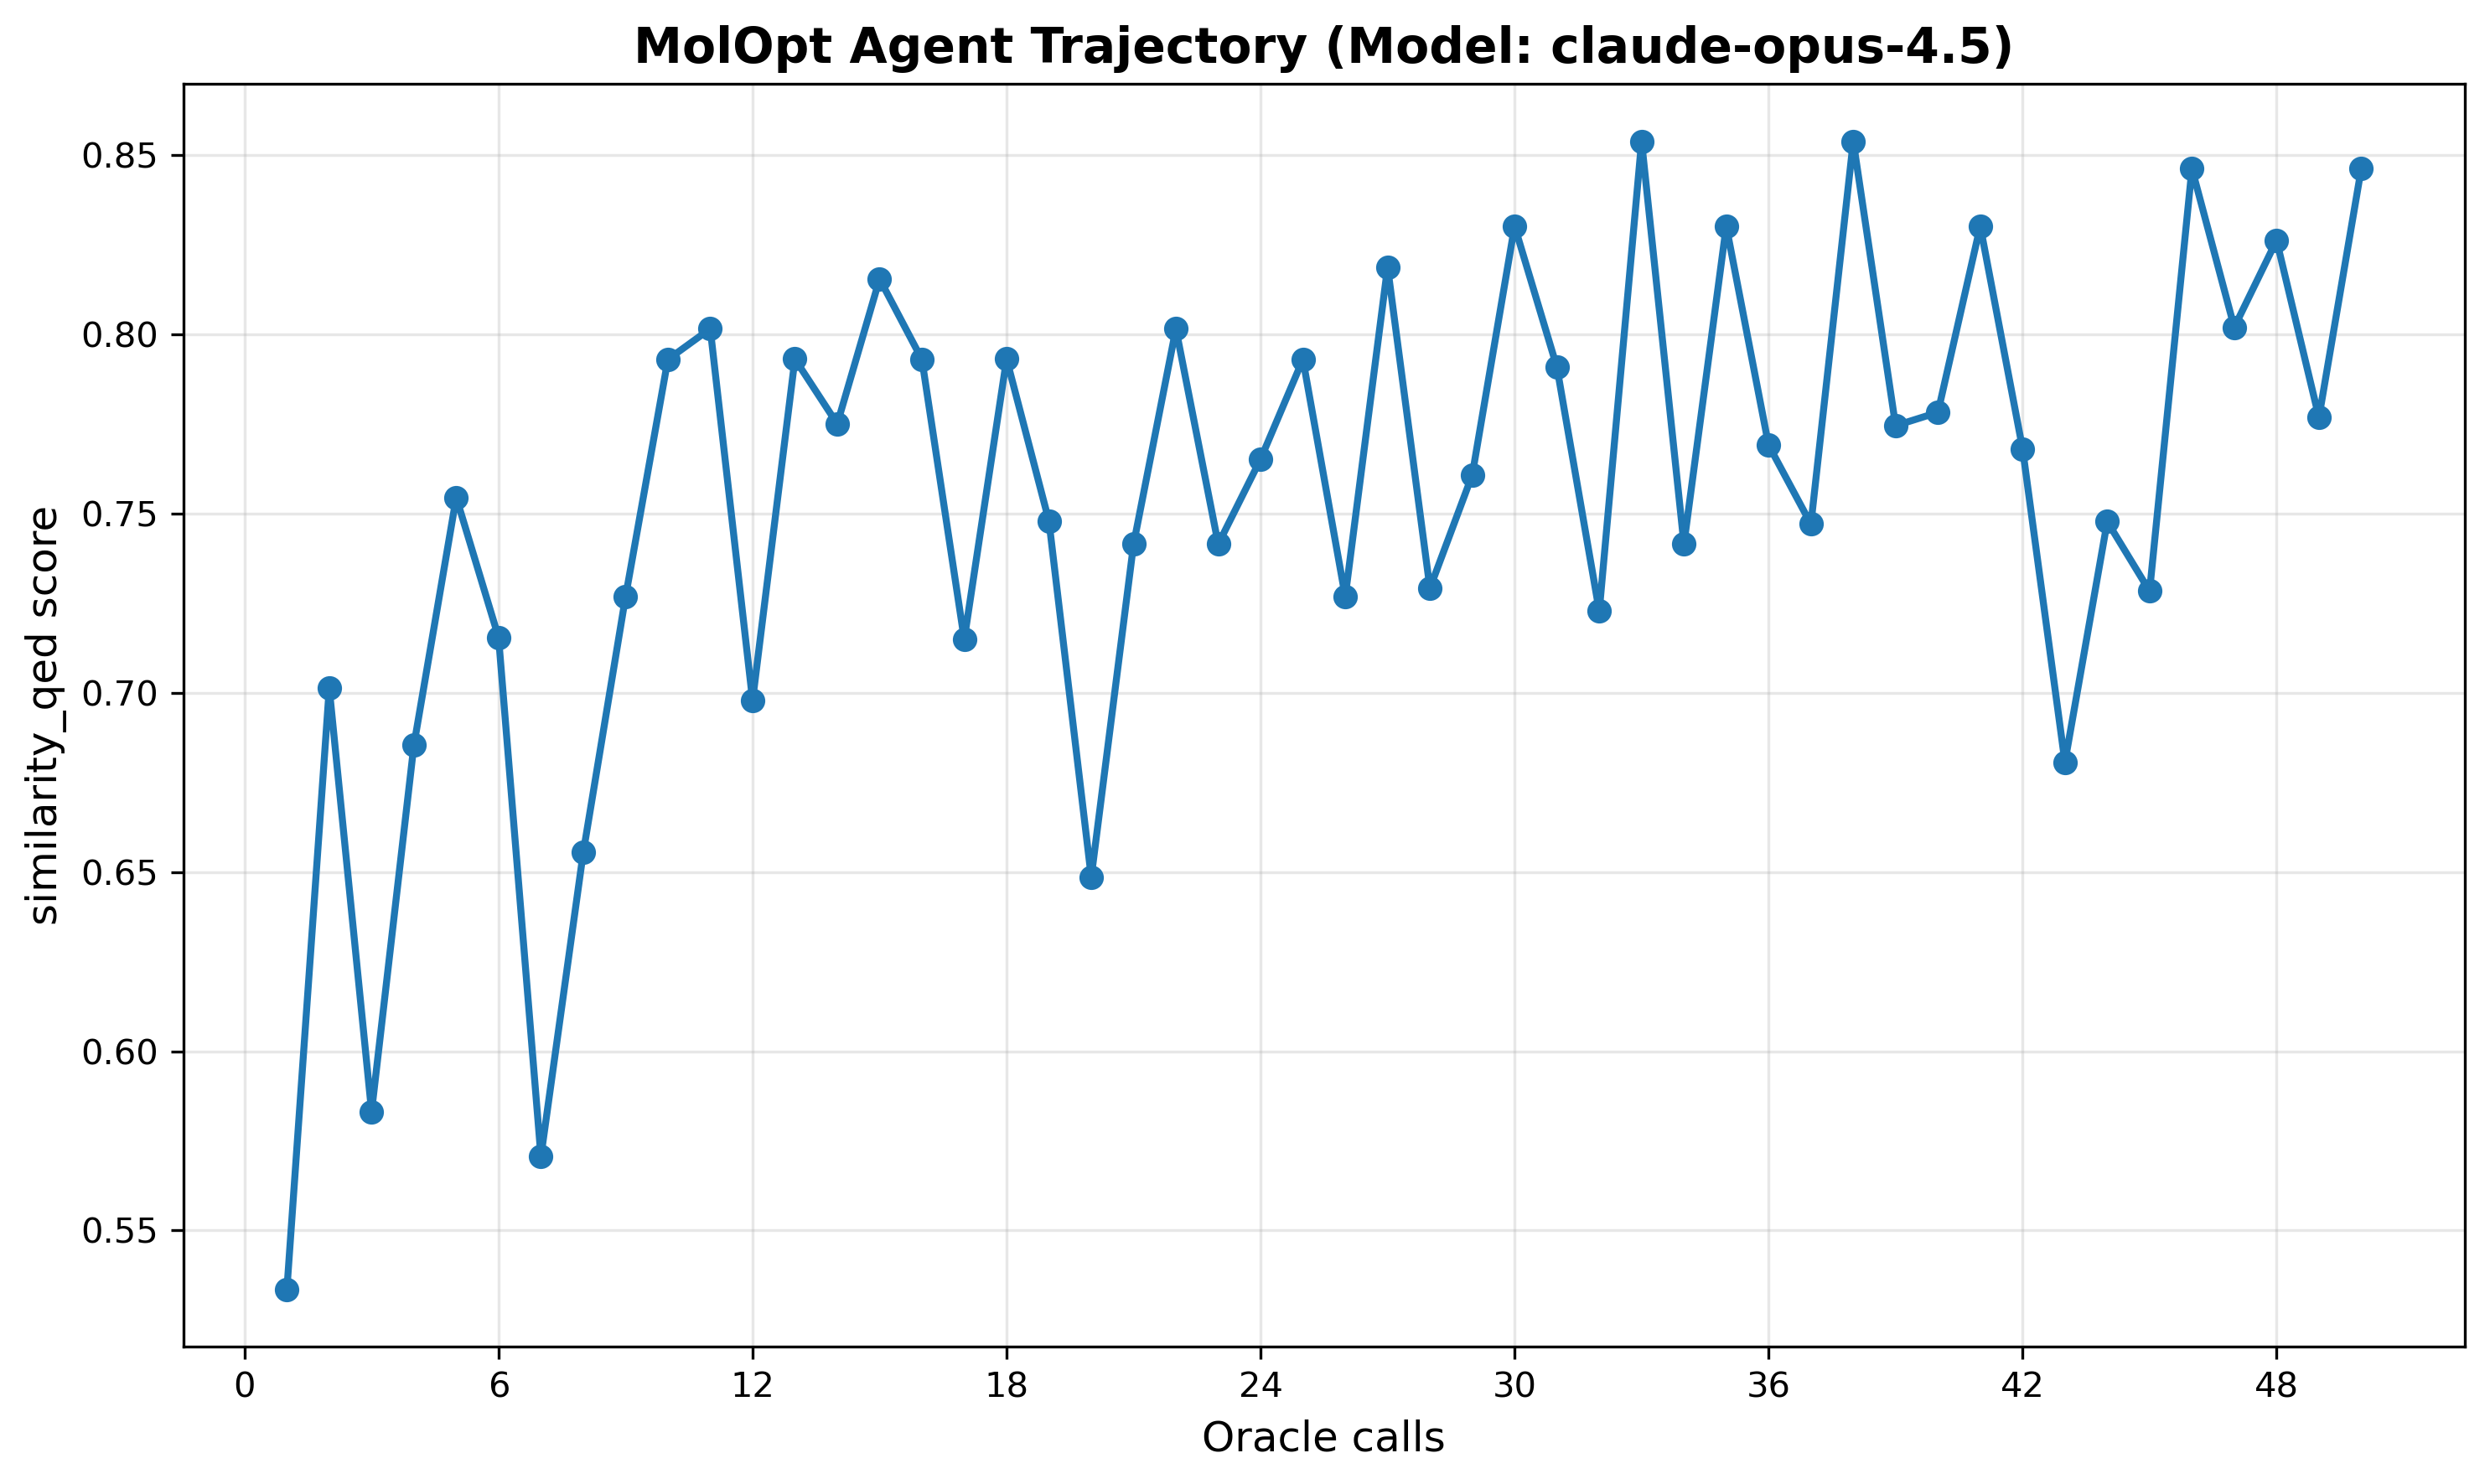 MolOpt Agent Trajectory (Model: claude-opus-4.5)
similarity_qed score
0.85
0.80
0.75
0.70
0.65
0.60
0.55
0 6 12 18 24 30 36 42 48
Oracle calls